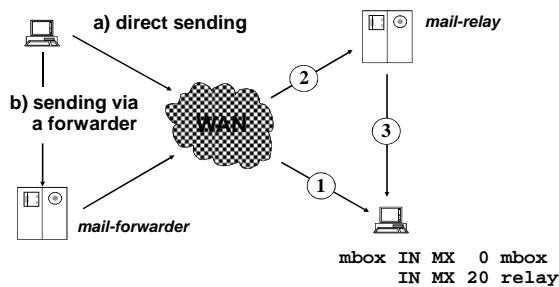 a) direct sending
mail-relay
2
b) sending via
a forwarder
WAN
3
1
mail-forwarder
mbox IN MX 0 mbox
IN MX 20 relay